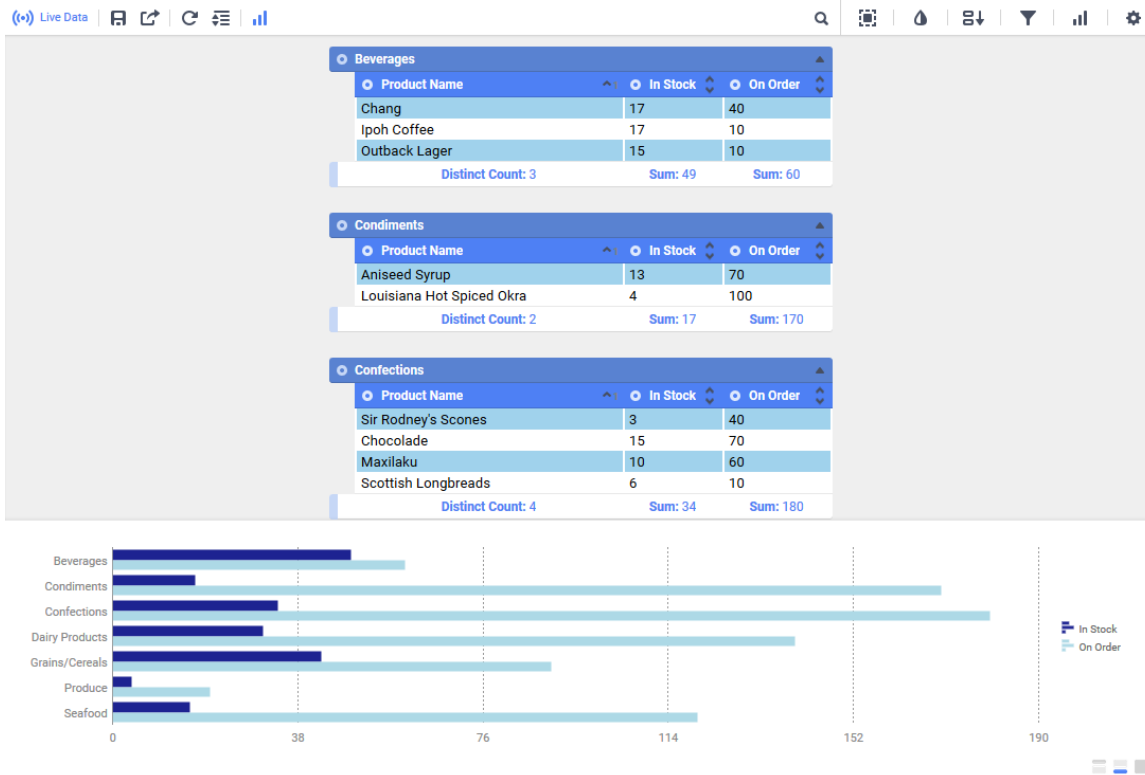 Live Data
Beverages
Product Name In Stock On Order
Chang 17 40
Ipoh Coffee 17 10
Outback Lager 15 10
Distinct Count: 3 Sum: 49 Sum: 60
Condiments
Product Name In Stock On Order
Aniseed Syrup 13 70
Louisiana Hot Spiced Okra 4 100
Distinct Count: 2 Sum: 17 Sum: 170
Confections
Product Name In Stock On Order
Sir Rodney's Scones 3 40
Chocolade 15 70
Maxilaku 10 60
Scottish Longbreads 6 10
Distinct Count: 4 Sum: 34 Sum: 180
Beverages
Condiments
Confections
Dairy Products
Grains/Cereals
Produce
Seafood
0 38 76 114 152 190
In Stock
On Order